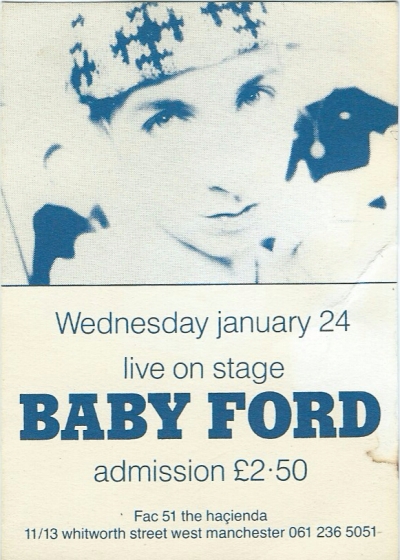 Wednesday january 24
live on stage
BABY FORD
admission £2·50
Fac 51 the haçienda
11/13 whitworth street west manchester 061 236 5051